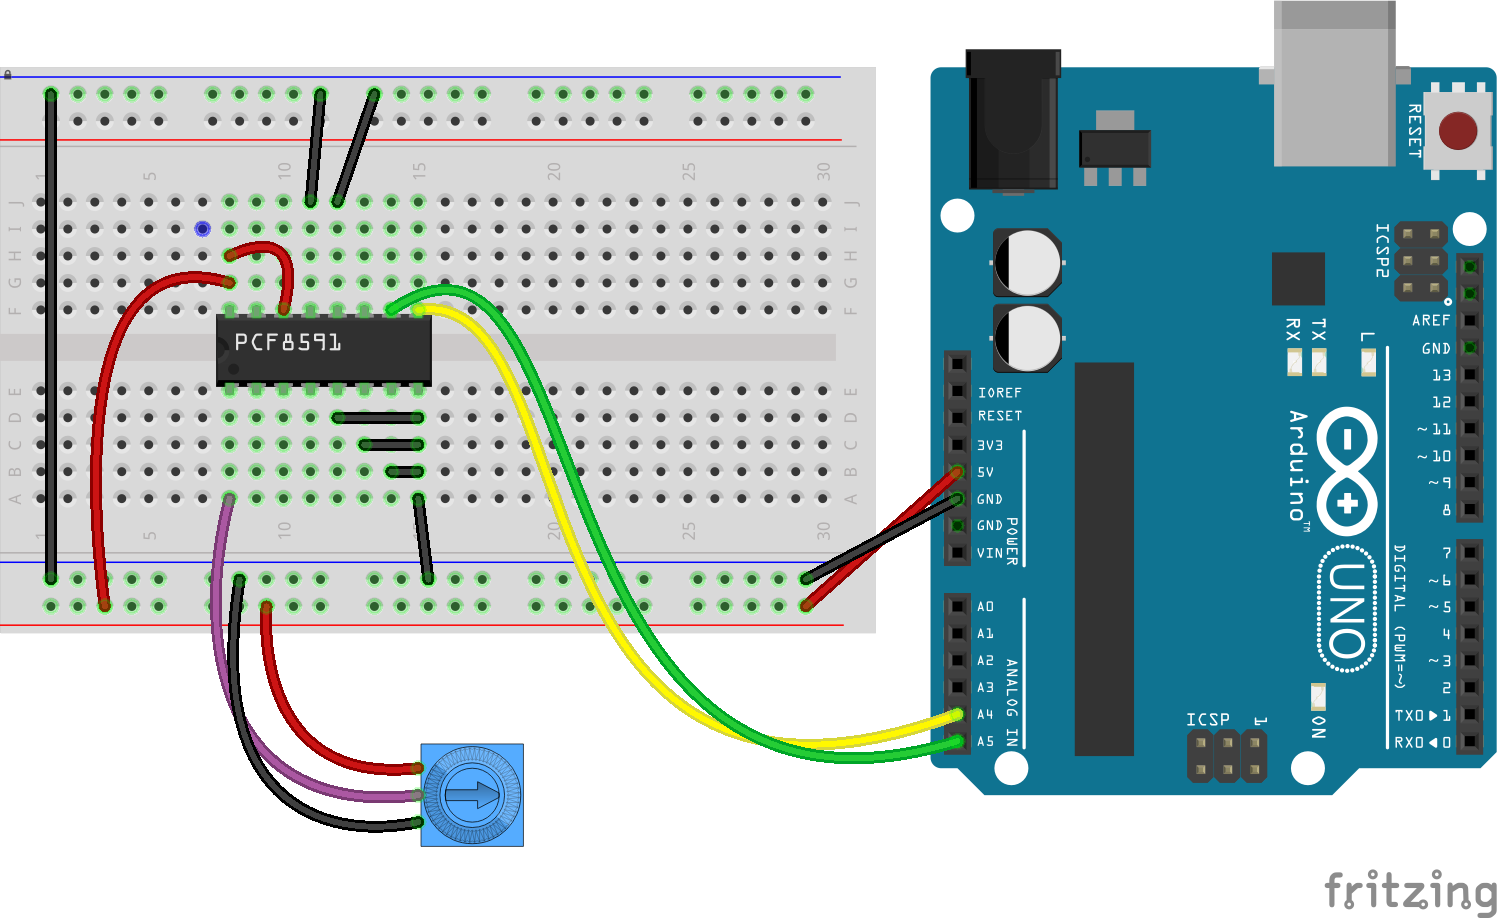 1
5
10
15
20
25
30
J
I
H
G
F
J
I
H
G
F
PCF8591
E
D
C
B
A
E
D
C
B
A
1
5
10
15
20
25
30
RESET
ICSP2
IOREF
RESET
3V3
5V
GND
GND
VIN
POWER
A0
A1
A2
A3
A4
A5
ANALOG IN
RX
TX
L
Arduino™
UNO
AREF
GND
13
12
~11
~10
~9
8
7
~6
~5
4
~3
2
TX0▶1
RX0◀0
DIGITAL (PWM=~)
ON
ICSP
1
fritzing